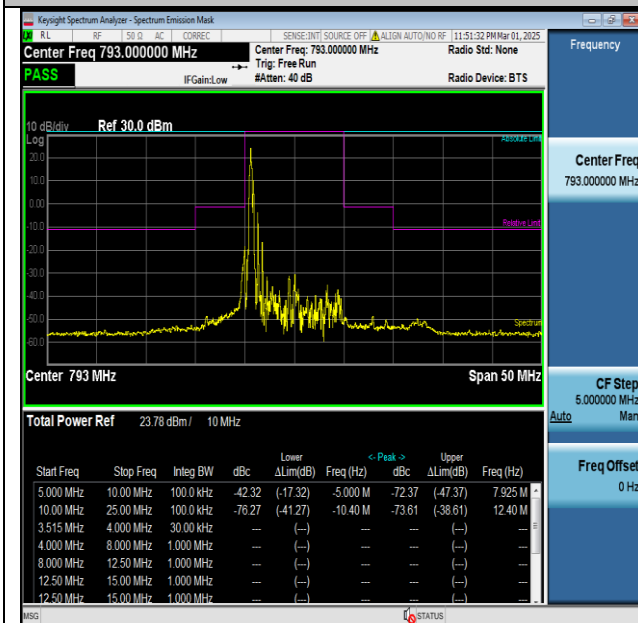 Keysight Spectrum Analyzer - Spectrum Emission Mask
RL RF 50 Ω AC CORREC SENSE:INT SOURCE OFF ALIGN AUTO/NO RF 11:51:32 PM Mar 01, 2025
Center Freq 793.000000 MHz Center Freq: 793.000000 MHz Radio Std: None
Trig: Free Run
PASS IFGain:Low #Atten: 40 dB Radio Device: BTS
10 dB/div Ref 30.0 dBm
Log
Absolute Limit
20.0
10.0
0.00
-10.0
Relative Limit
-20.0
-30.0
-40.0
-50.0
Spectrum
-60.0
Center 793 MHz Span 50 MHz
Total Power Ref 23.78 dBm / 10 MHz
Lower <- Peak -> Upper
Start Freq Stop Freq Integ BW dBc ΔLim(dB) Freq (Hz) dBc ΔLim(dB) Freq (Hz)
5.000 MHz 10.00 MHz 100.0 kHz -42.32 (-17.32) -5.000 M -72.37 (-47.37) 7.925 M
10.00 MHz 25.00 MHz 100.0 kHz -76.27 (-41.27) -10.40 M -73.61 (-38.61) 12.40 M
3.515 MHz 4.000 MHz 30.00 kHz --- (---) --- --- (---) ---
4.000 MHz 8.000 MHz 1.000 MHz --- (---) --- --- (---) ---
8.000 MHz 12.50 MHz 1.000 MHz --- (---) --- --- (---) ---
12.50 MHz 15.00 MHz 1.000 MHz --- (---) --- --- (---) ---
12.50 MHz 15.00 MHz 1.000 MHz --- (---) --- --- (---) ---
MSG STATUS
Frequency
Center Freq
793.000000 MHz
CF Step
5.000000 MHz
Auto Man
Freq Offset
0 Hz